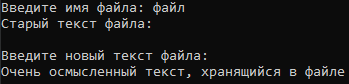 Введите имя файла: файл
Старый текст файла:
Введите новый текст файла:
Очень осмысленный текст, хранящийся в файле